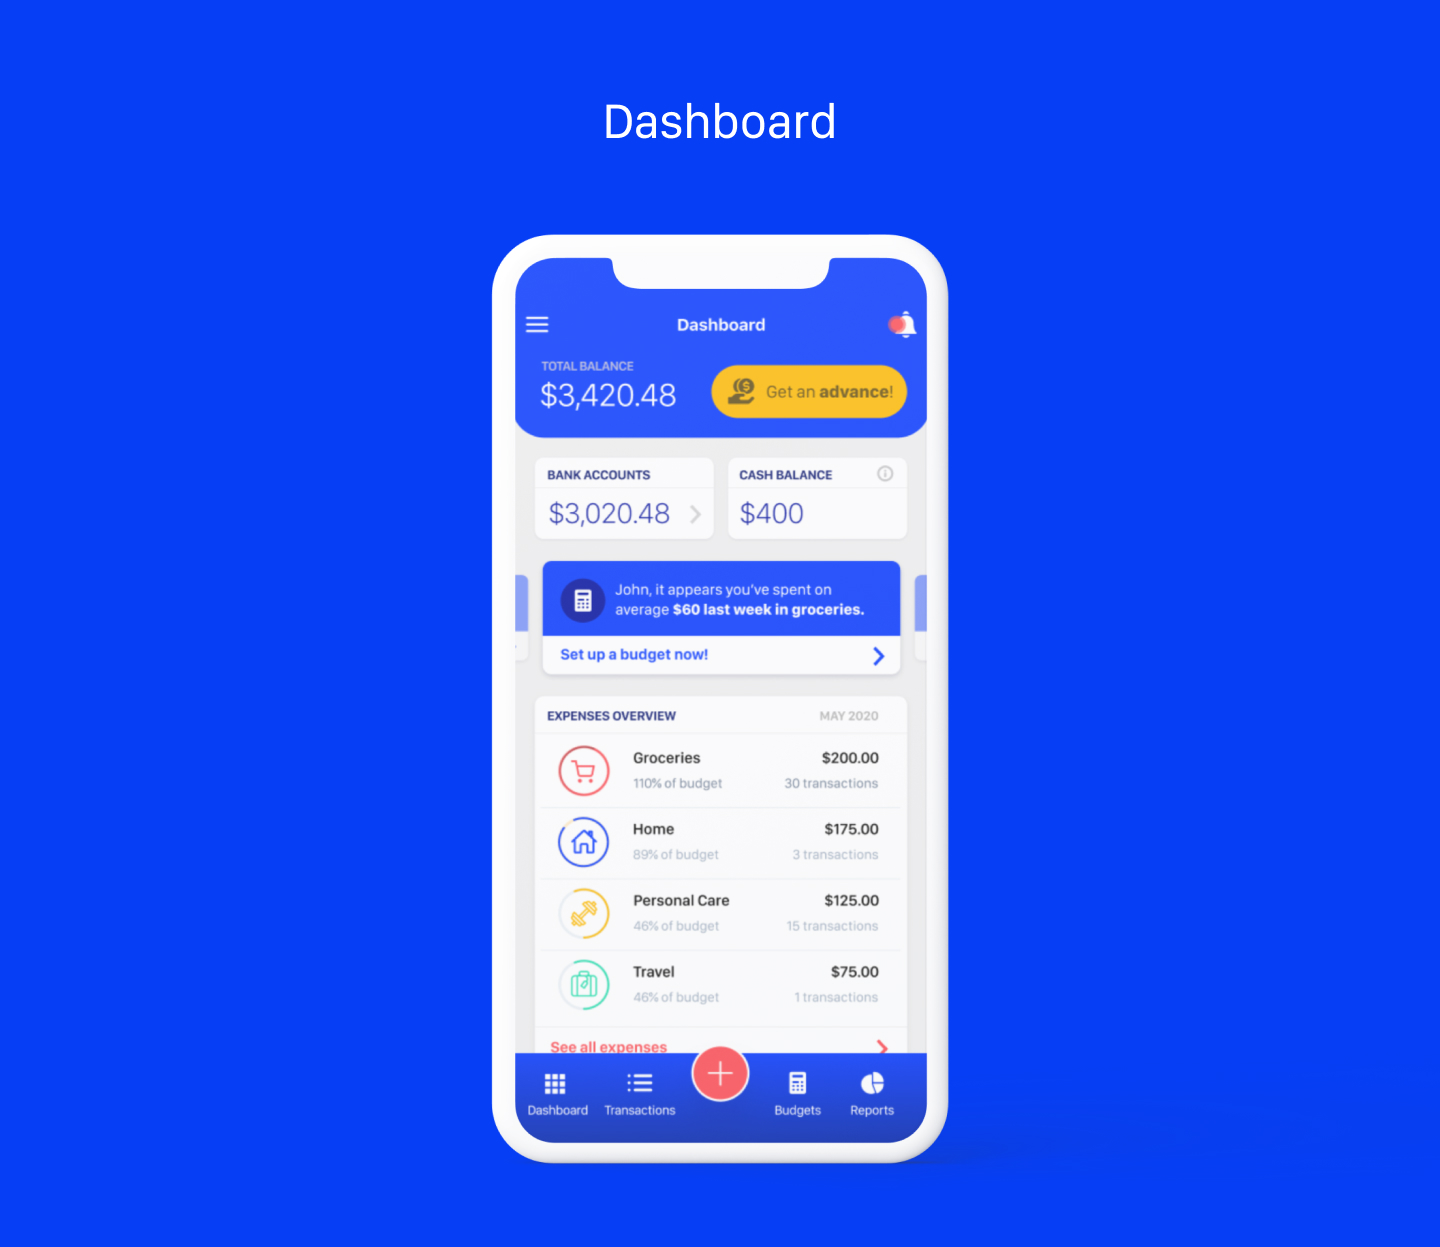 Dashboard
Dashboard
TOTAL BALANCE
$3,420.48
Get an advance!
BANK ACCOUNTS
$3,020.48
CASH BALANCE
$400
John, it appears you've spent on
average $60 last week in groceries.
Set up a budget now!
EXPENSES OVERVIEW
MAY 2020
Groceries
$200.00
110% of budget
30 transactions
Home
$175.00
89% of budget
3 transactions
Personal Care
$125.00
46% of budget
15 transactions
Travel
$75.00
46% of budget
1 transactions
See all expenses
Dashboard
Transactions
Budgets
Reports